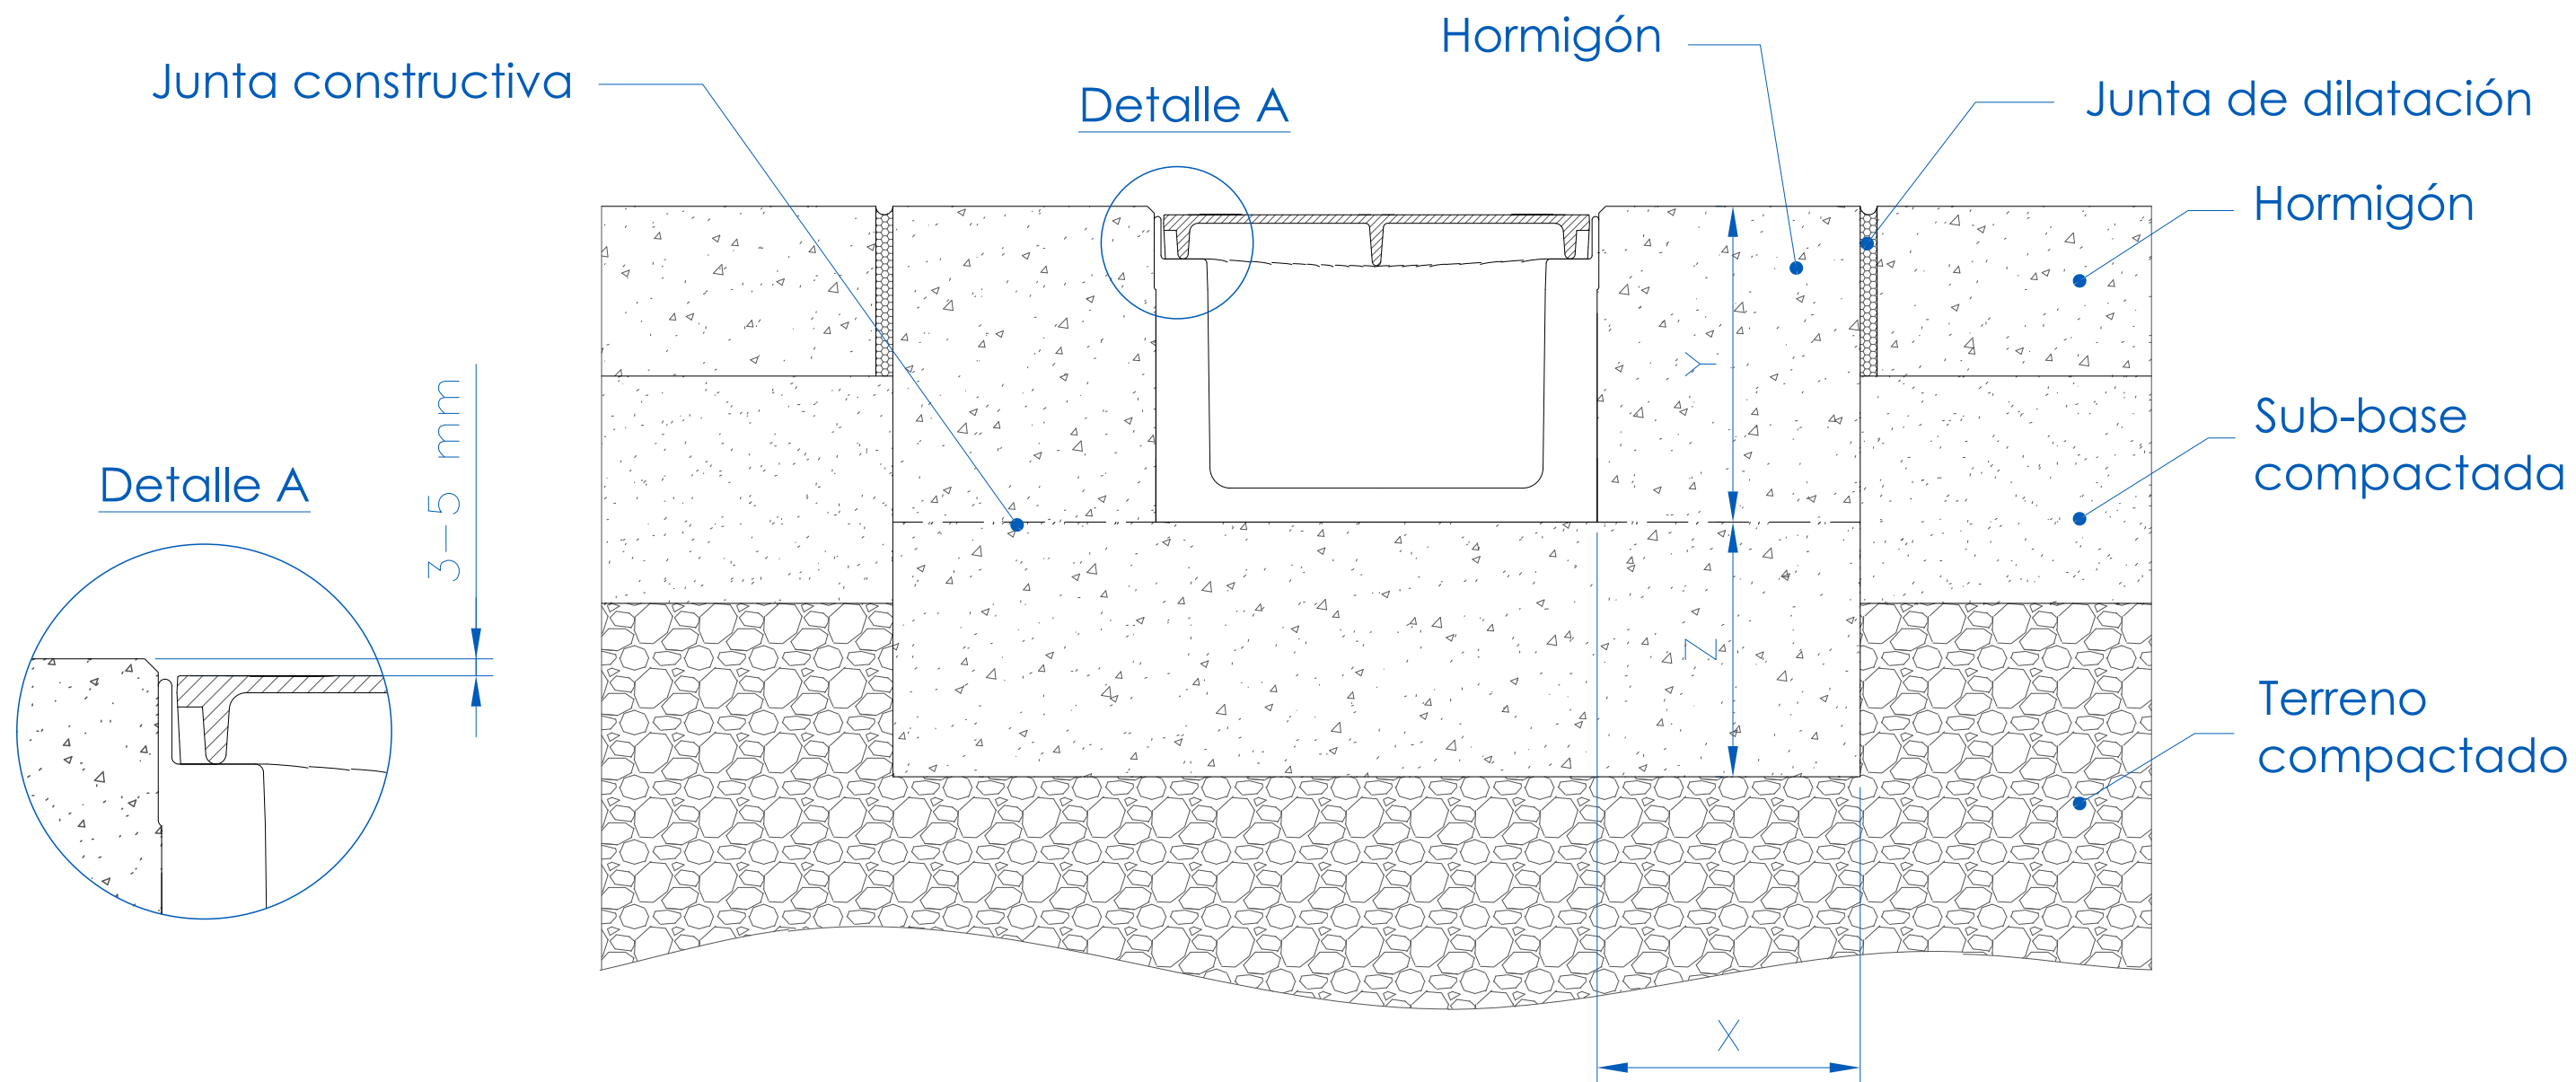 Hormigón
Junta constructiva
Detalle A
Junta de dilatación
Hormigón
Y
3-5 mm
Sub-base
compactada
Detalle A
Z
Terreno
compactado
X